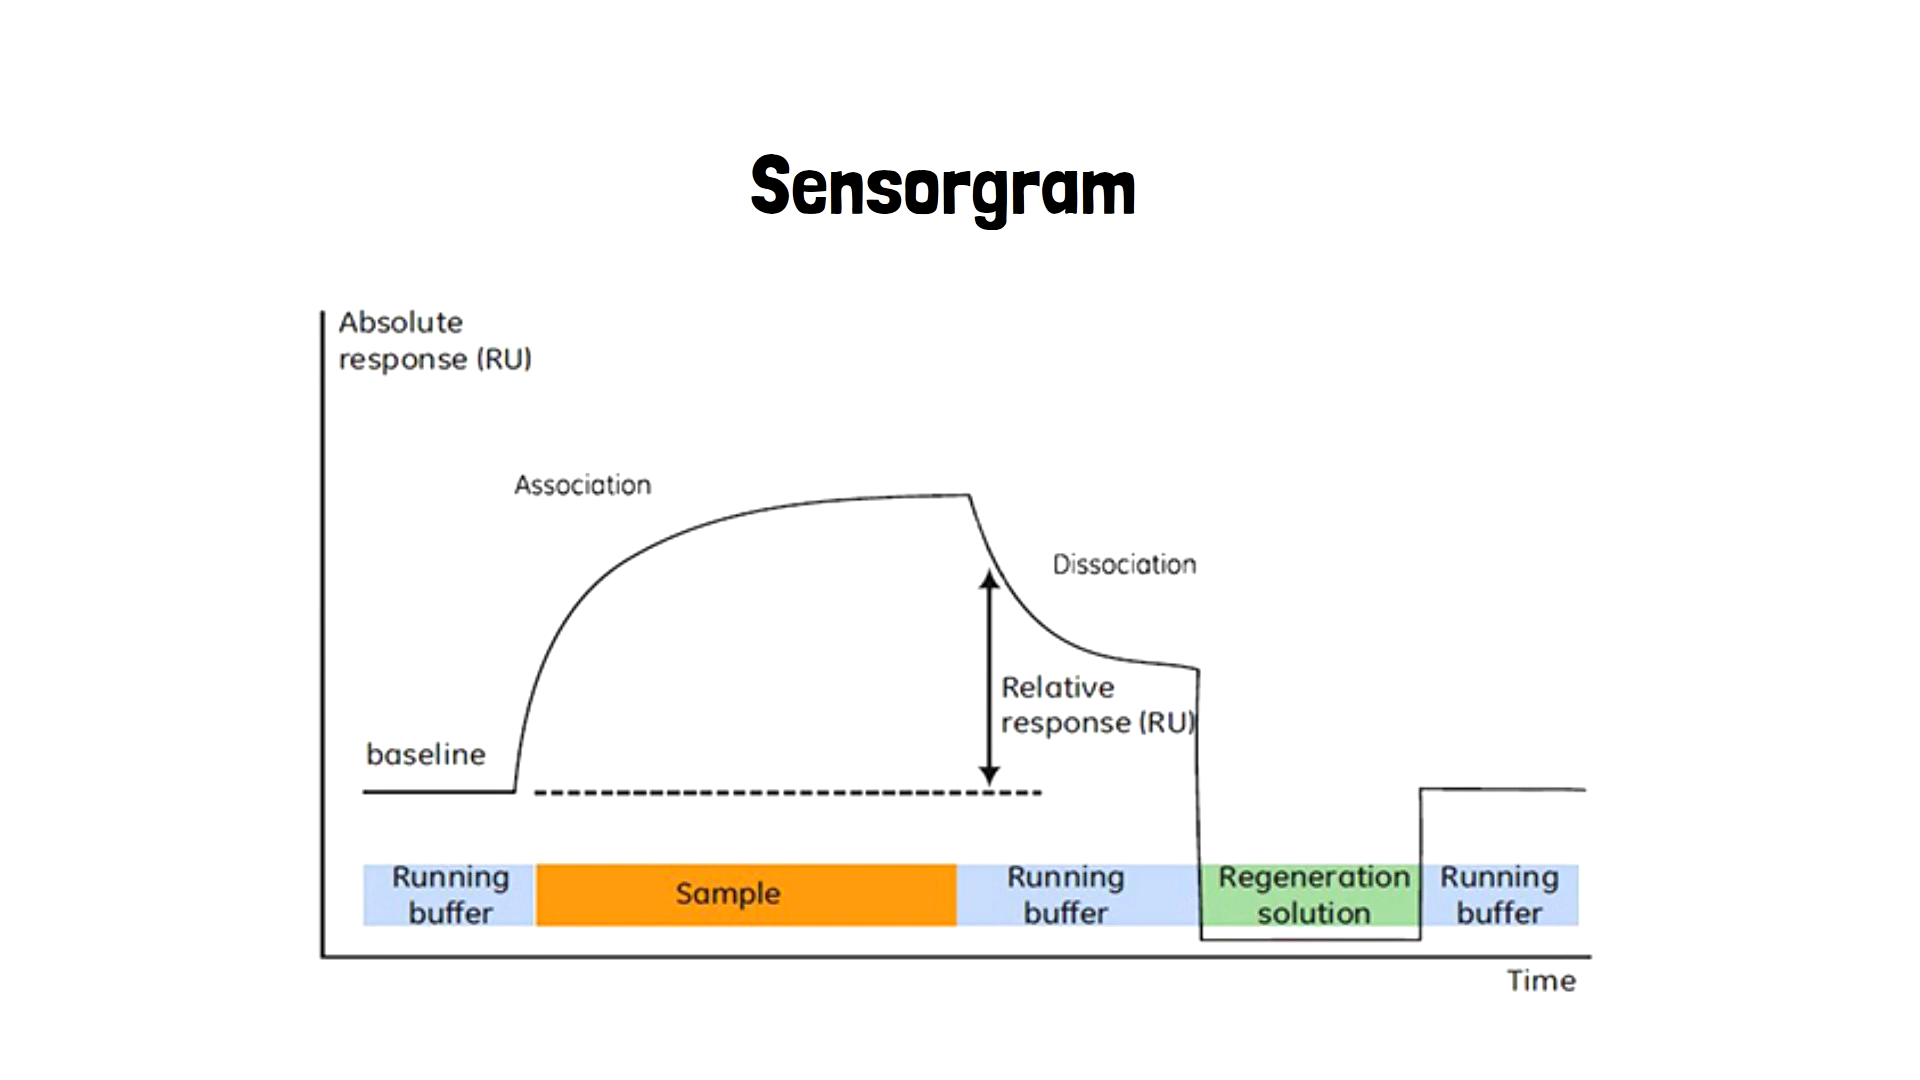 Sensorgram
Absolute
response (RU)
Association
Dissociation
Relative
response (RU)
baseline
Running
buffer
Sample
Running
buffer
Regeneration
solution
Running
buffer
Time